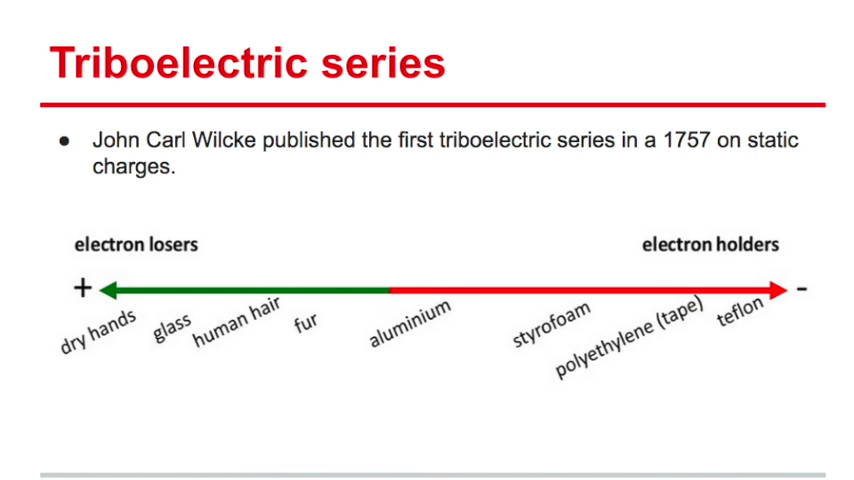 Triboelectric series
● John Carl Wilcke published the first triboelectric series in a 1757 on static
charges.
electron losers
electron holders
+
-
dry hands
glass
human hair
fur
aluminium
styrofoam
polyethylene (tape)
teflon